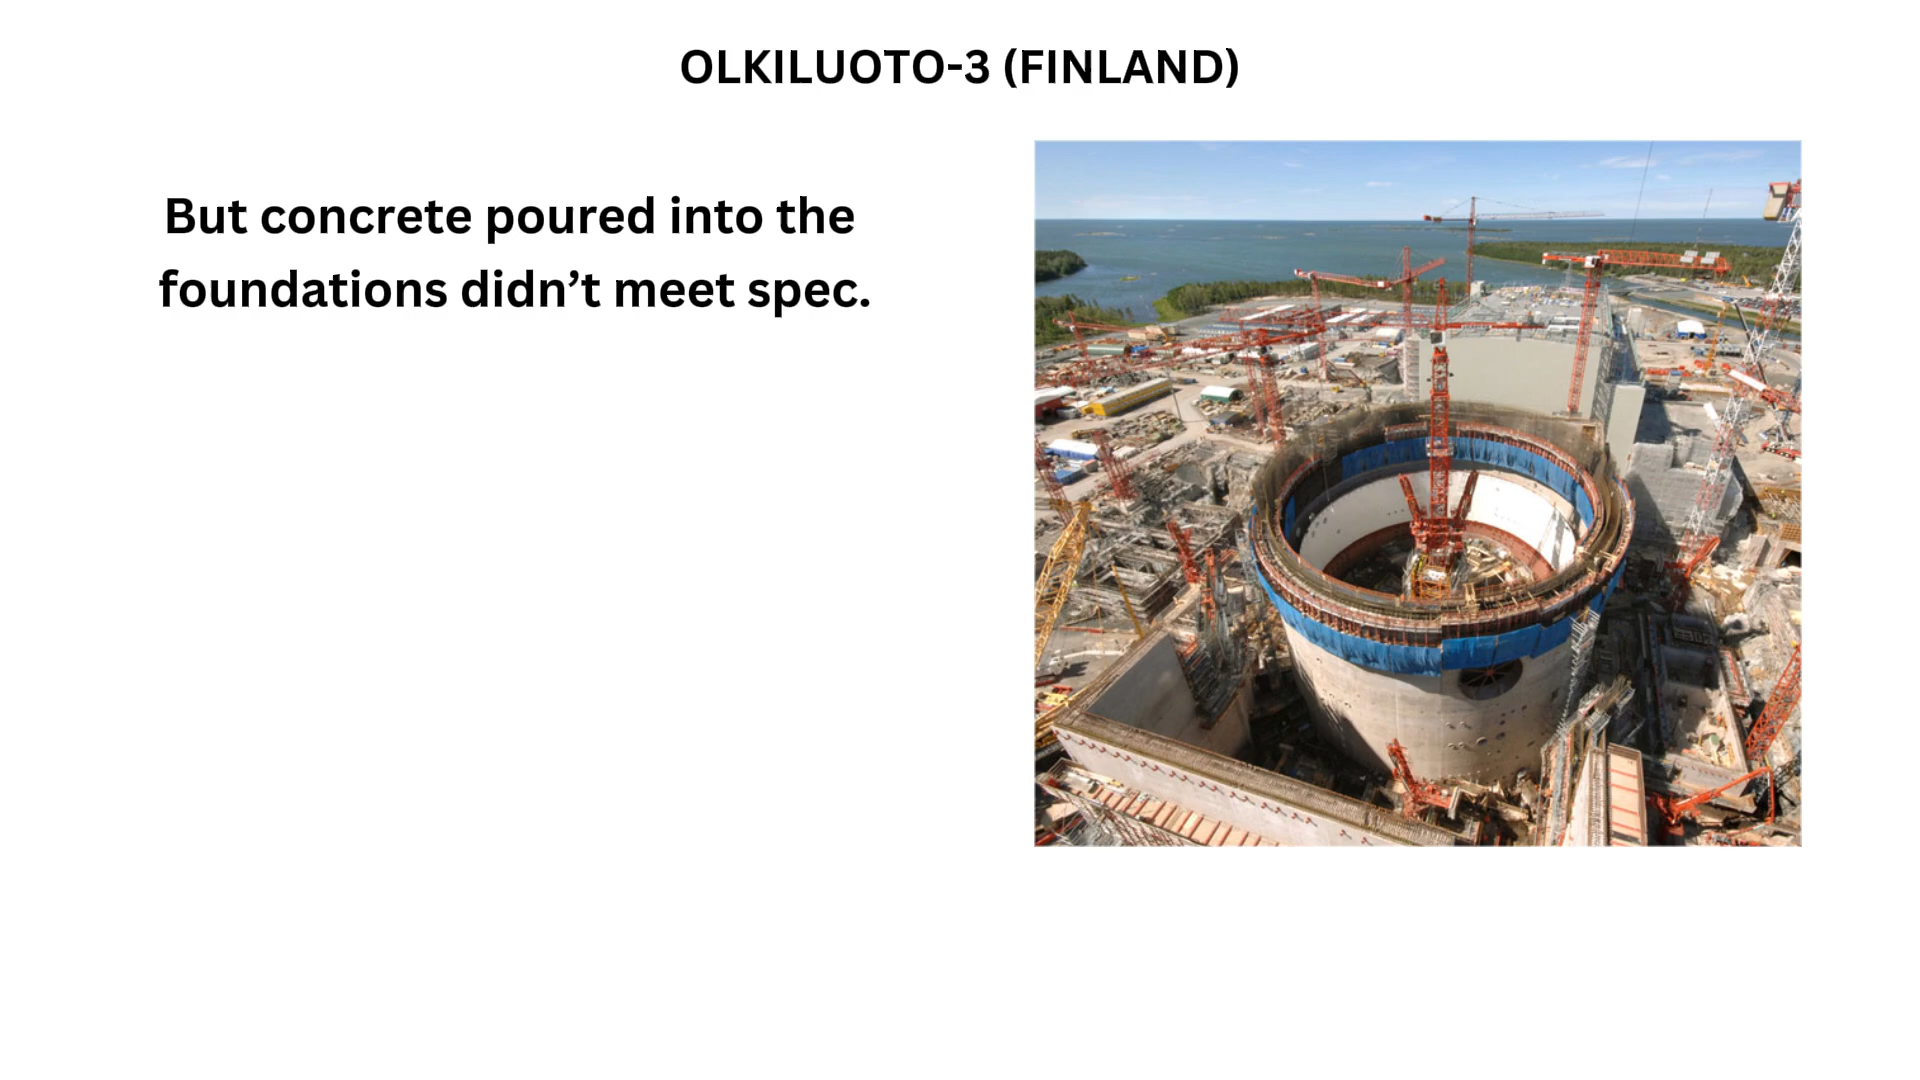 OLKILUOTO-3 (FINLAND)
But concrete poured into the
foundations didn’t meet spec.